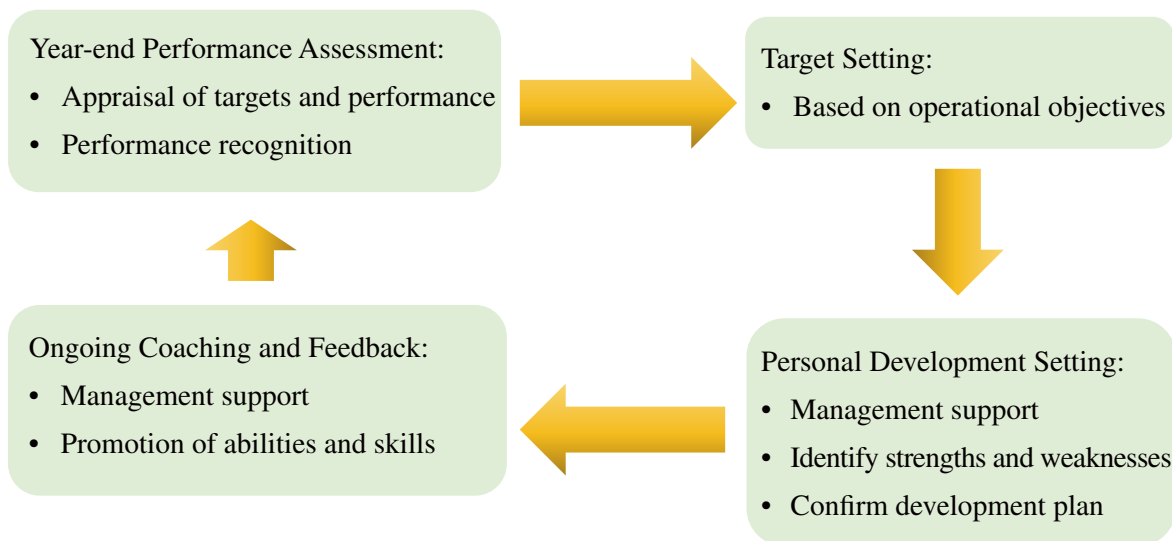 Year-end Performance Assessment:
• Appraisal of targets and performance
• Performance recognition
Target Setting:
• Based on operational objectives
Ongoing Coaching and Feedback:
• Management support
• Promotion of abilities and skills
Personal Development Setting:
• Management support
• Identify strengths and weaknesses
• Confirm development plan